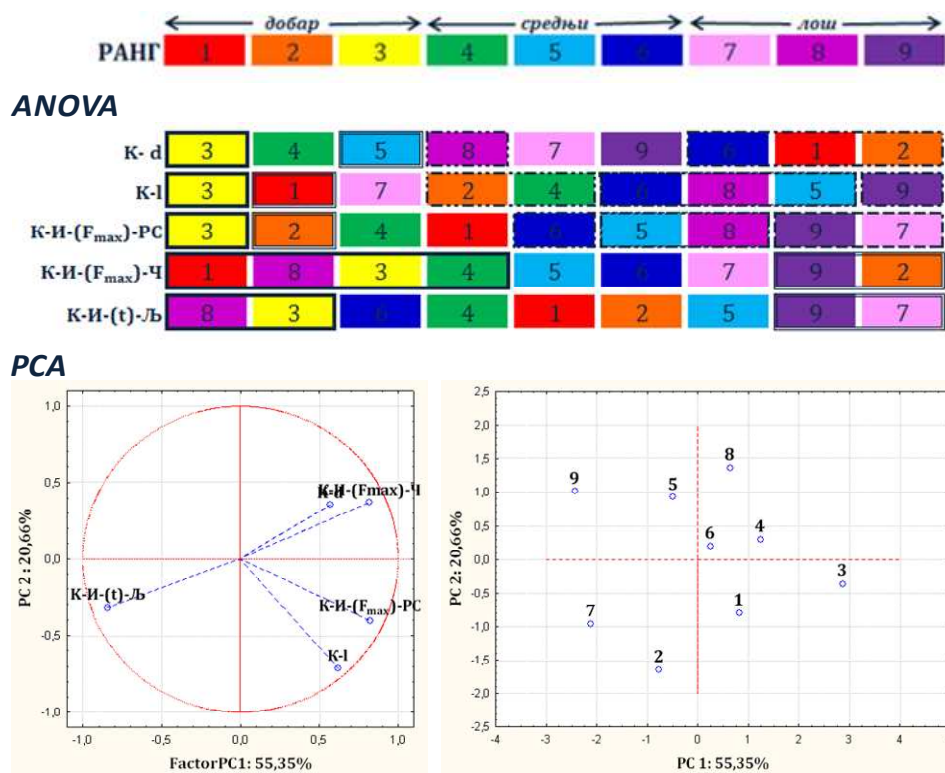 добар средњи лош
РАНГ 1 2 3 4 5 6 7 8 9
ANOVA
К- d 3 4 5 8 7 9 6 1 2
К-l 3 1 7 2 4 6 8 5 9
К-И-(Fmax)-РС 3 2 4 1 6 5 8 9 7
К-И-(Fmax)-Ч 1 8 3 4 5 6 7 9 2
К-И-(t)-Љ 8 3 6 4 1 2 5 9 7
PCA
1,0
0,5
0,0
-0,5
-1,0
PC 2 : 20,66%
К-И-(Fmax)-Ч
К-d
К-И-(t)-Љ
К-И-(Fmax)-РС
К-l
-1,0 -0,5 0,0 0,5 1,0
FactorPC1: 55,35%
2,5
2,0
1,5
1,0
0,5
0,0
-0,5
-1,0
-1,5
-2,0
-2,5
PC 2: 20,66%
8
9
5
6
4
3
1
7
2
-4 -3 -2 -1 0 1 2 3 4 5
PC 1: 55,35%